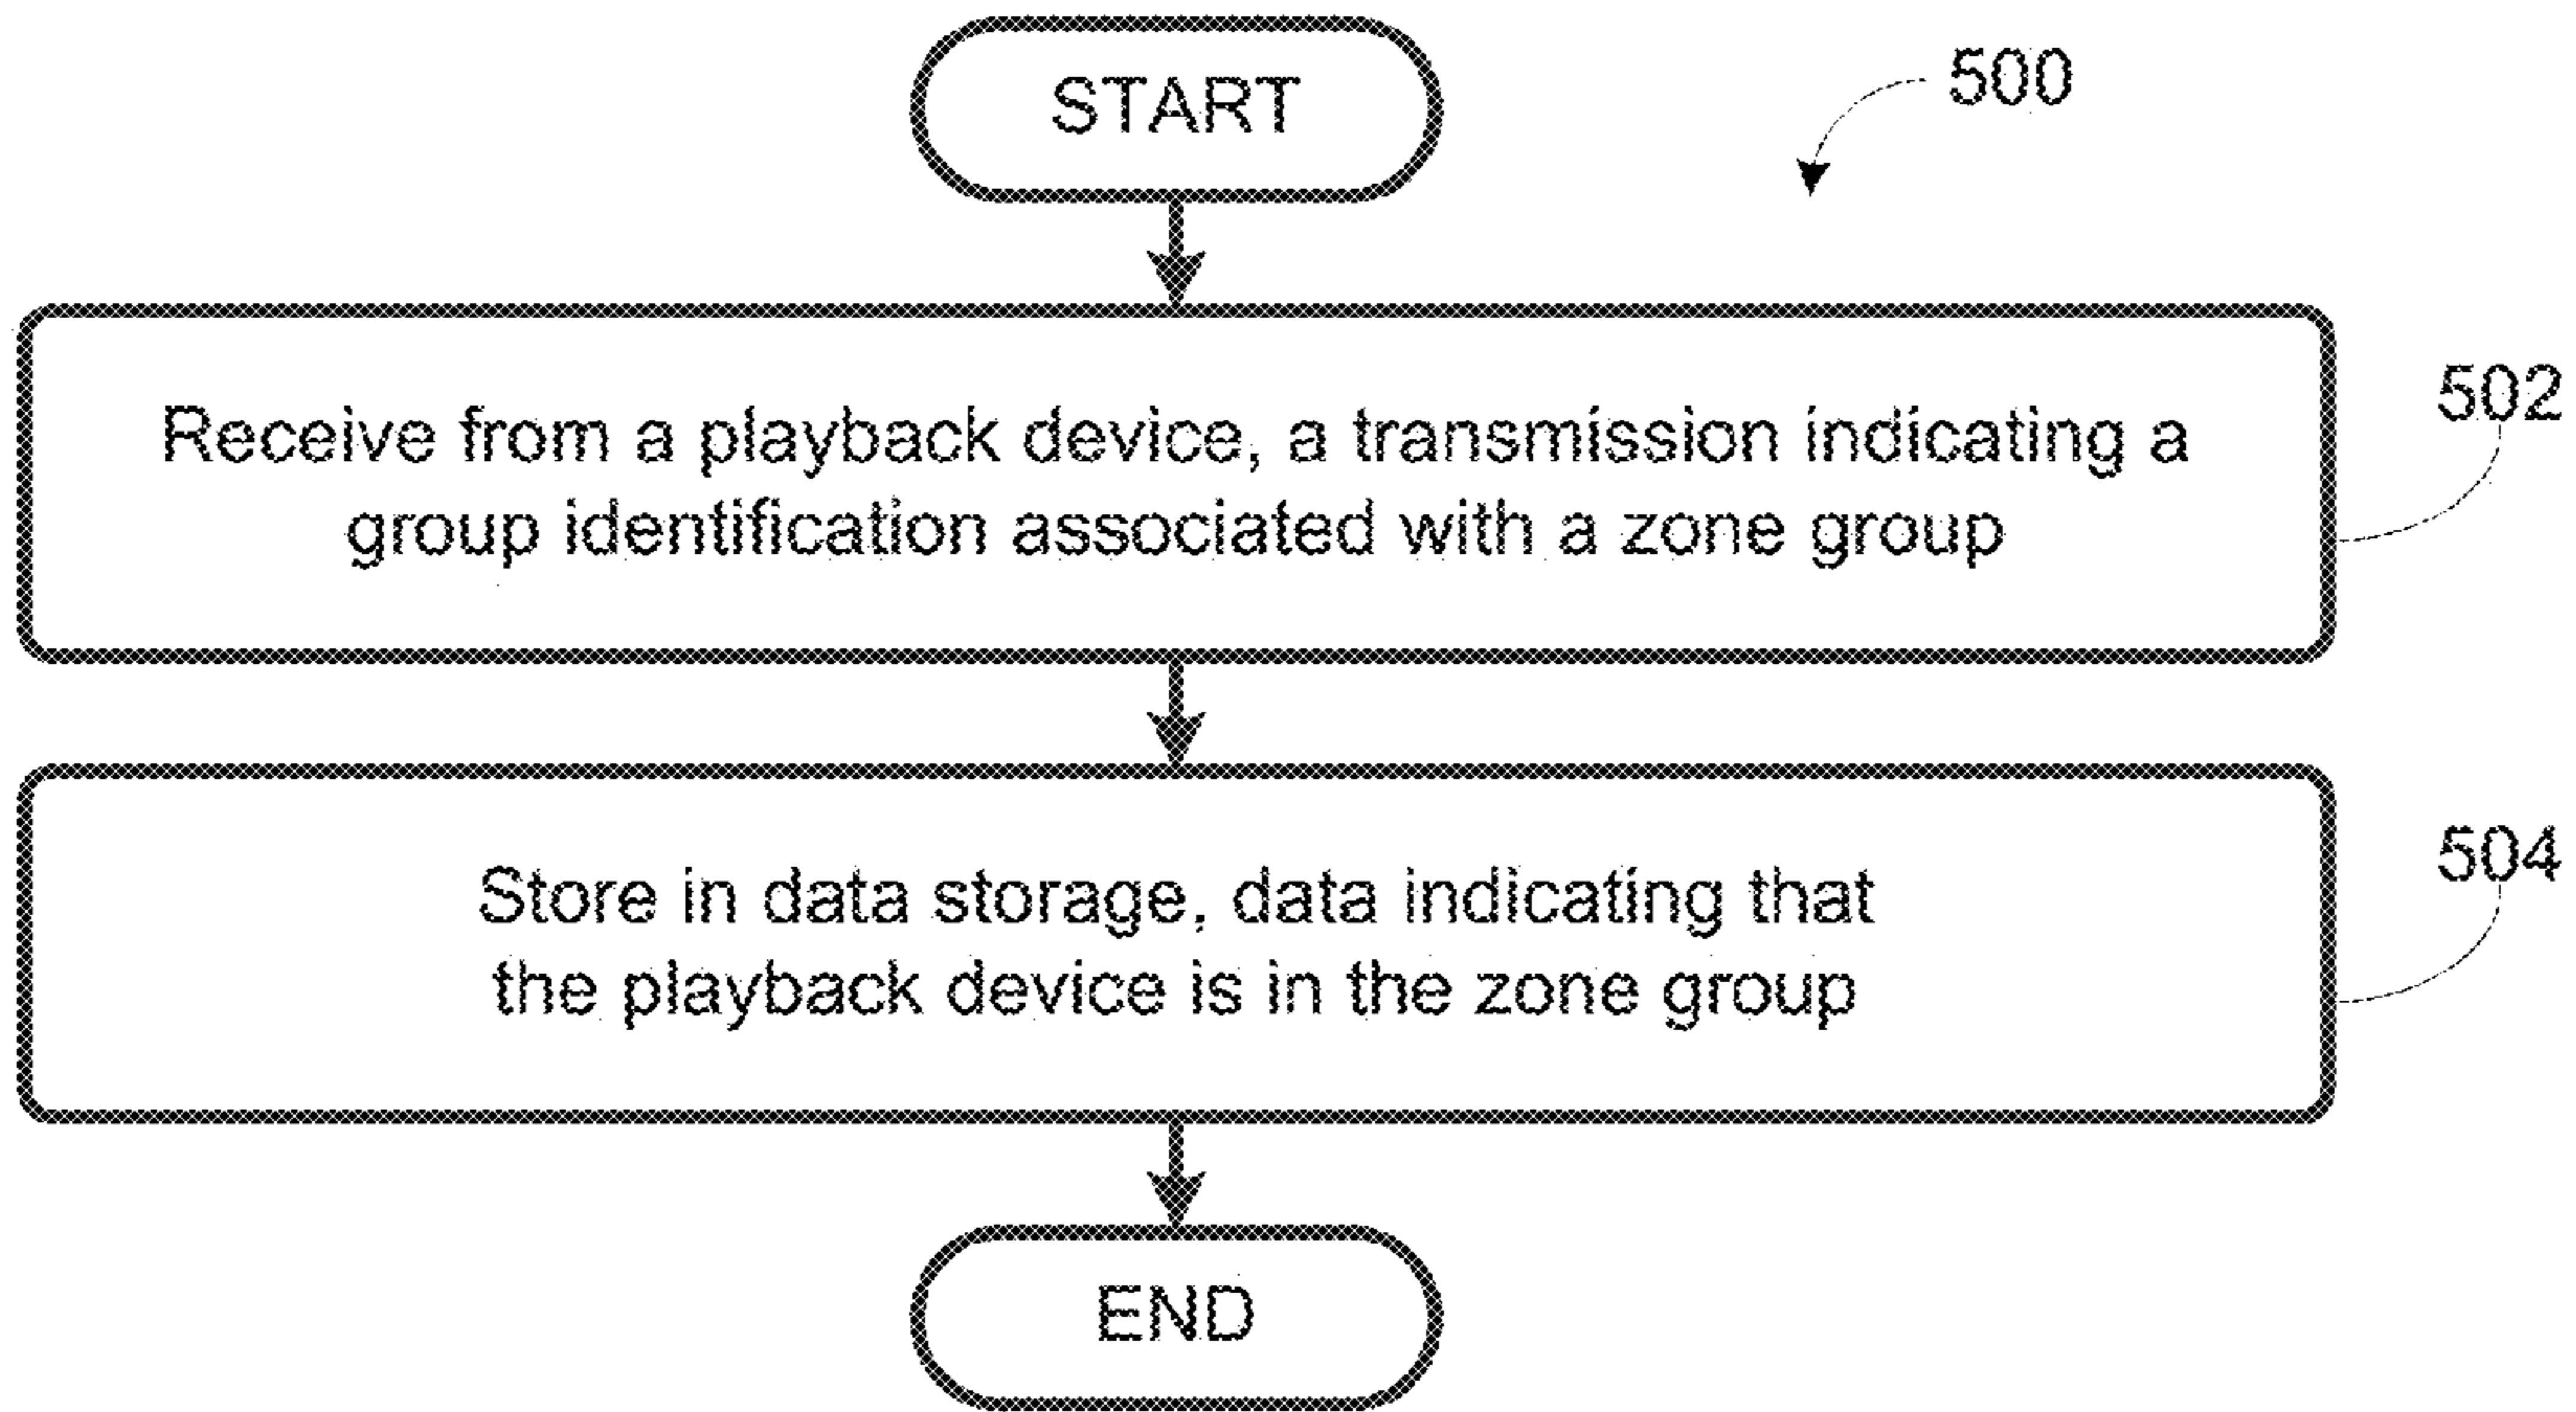 START
500
Receive from a playback device, a transmission indicating a
group identification associated with a zone group
502
Store in data storage, data indicating that
the playback device is in the zone group
504
END